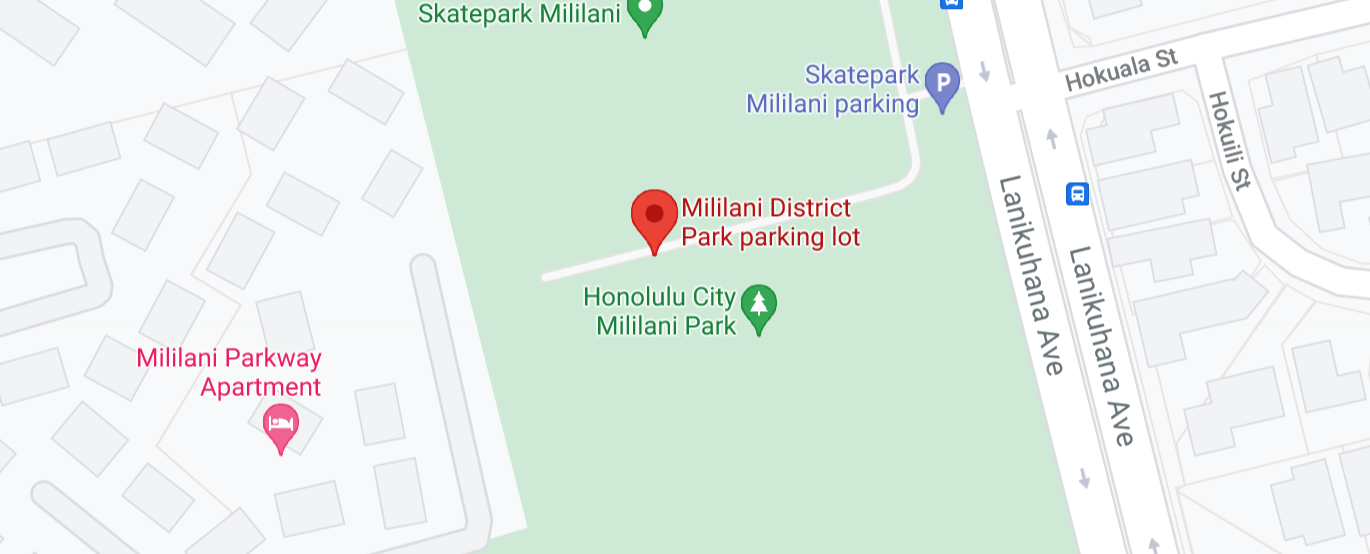 Skatepark Mililani
Hokuala St
Skatepark
Mililani parking
P
Hokuili St
Mililani District
Park parking lot
Lanikuhana Ave
Lanikuhana Ave
Honolulu City
Mililani Park
Mililani Parkway
Apartment